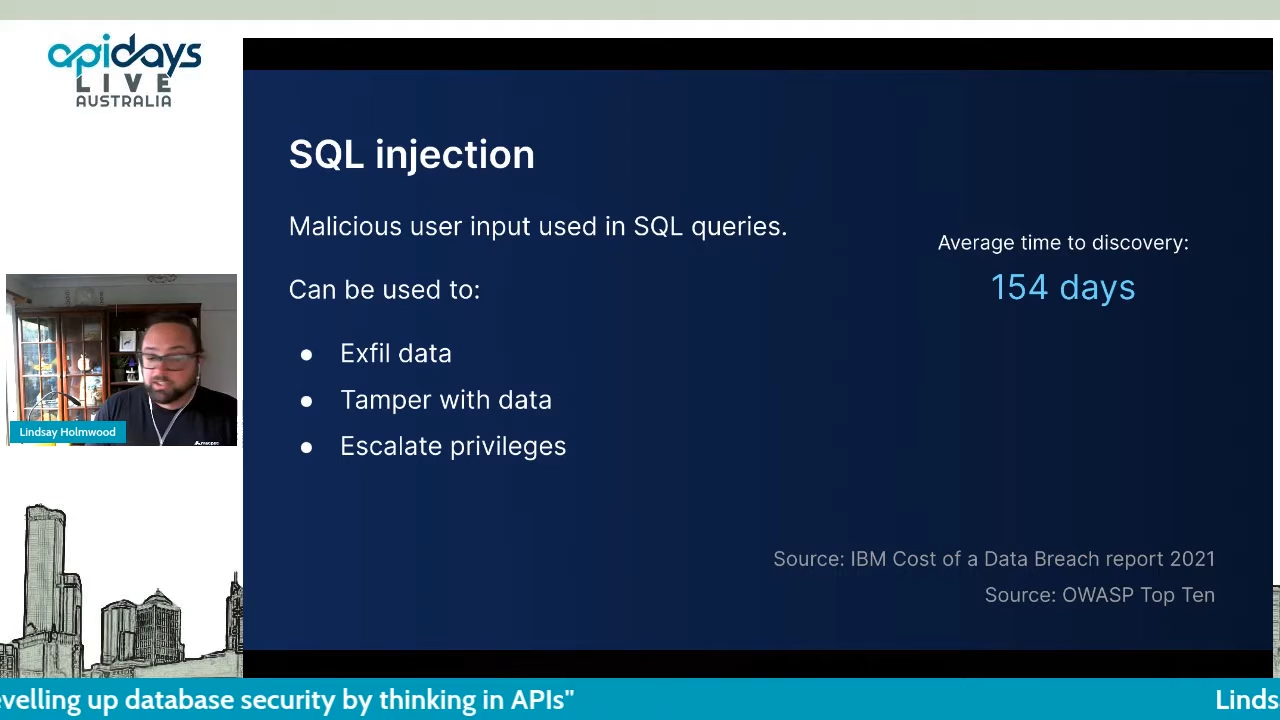 apidays
LIVE
AUSTRALIA
SQL injection
Malicious user input used in SQL queries.
Can be used to:
● Exfil data
● Tamper with data
● Escalate privileges
Average time to discovery:
154 days
Source: IBM Cost of a Data Breach report 2021
Source: OWASP Top Ten
Lindsay Holmwood
evelling up database security by thinking in APIs"
Linds